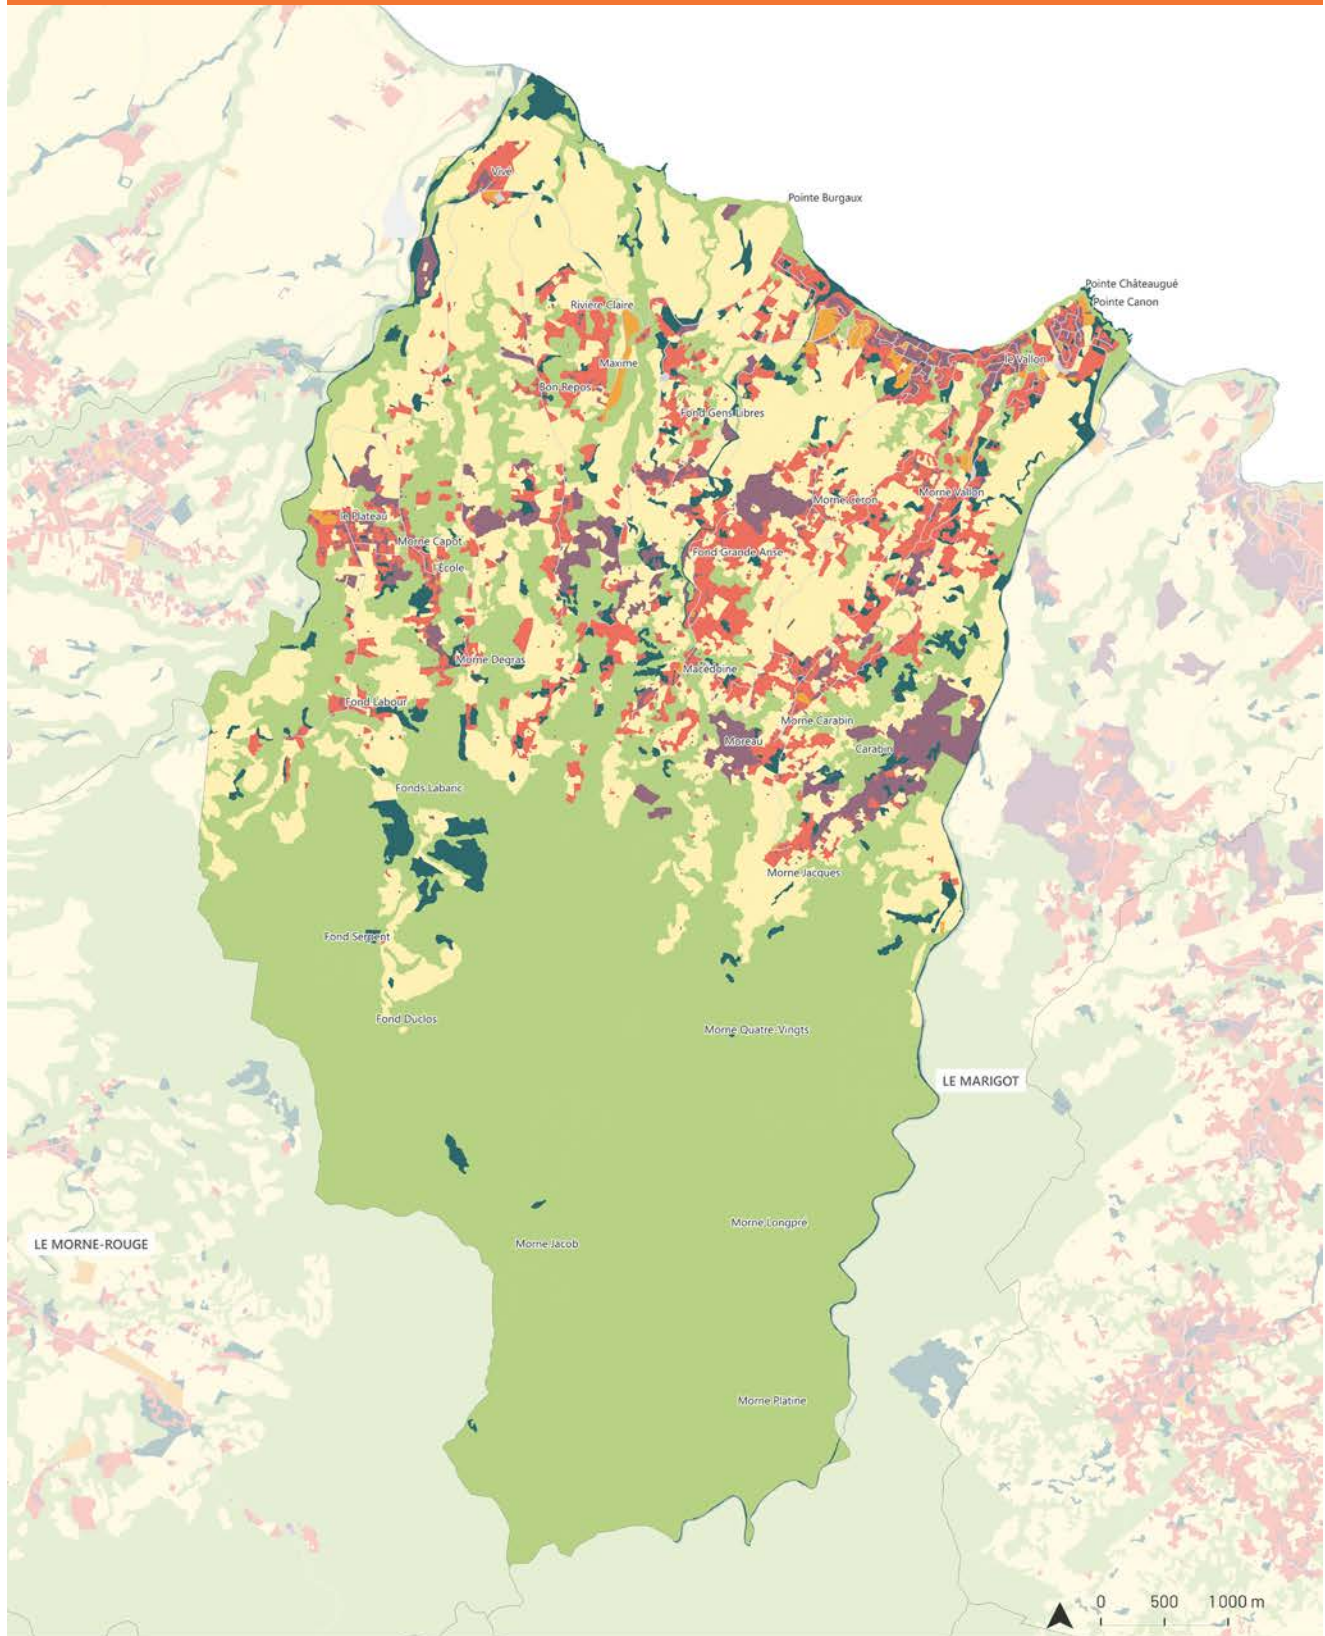 Vivé
Pointe Burgaux
Pointe Châteaugué
Pointe Canon
Rivière Claire
Maxime
le Vallon
Bon Repos
Fond Gens Libres
Morne Vallon
Morne Céron
le Plateau
Morne Capot
l'École
Fond Grande Anse
Morne Degras
Macédoine
Fond Labour
Morne Carabin
Moreau
Carabin
Fonds Labaric
Morne Jacques
Fond Serpent
Fond Duclos
Morne Quatre-Vingts
LE MARIGOT
Morne Longpré
LE MORNE-ROUGE
Morne Jacob
Morne Platine
0 500 1 000 m